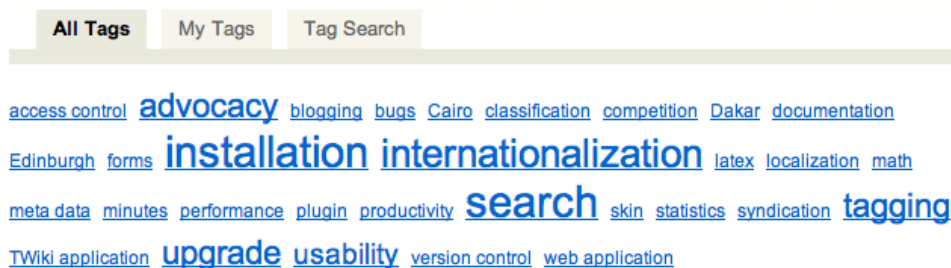 All Tags My Tags Tag Search
access control advocacy blogging bugs Cairo classification competition Dakar documentation
Edinburgh forms installation internationalization latex localization math
meta data minutes performance plugin productivity search skin statistics syndication tagging
TWiki application upgrade usability version control web application